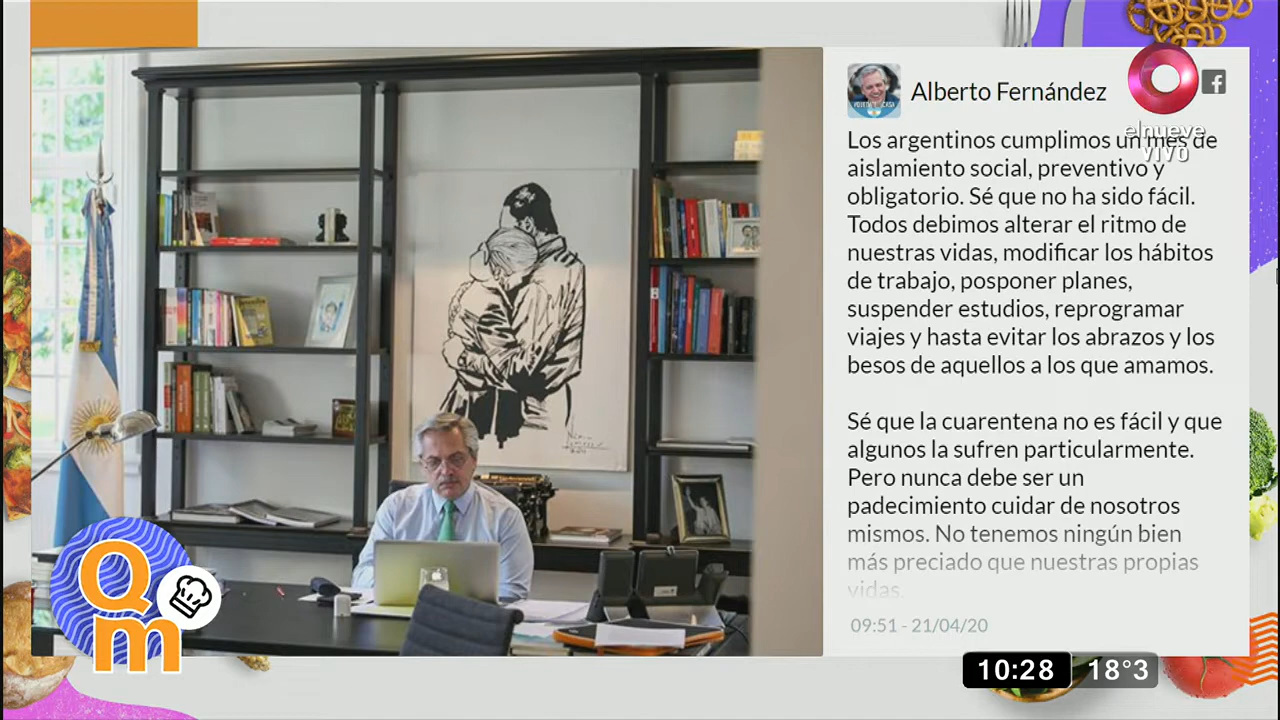 Alberto Fernández
elnueve
VIVO
Los argentinos cumplimos un mes de
aislamiento social, preventivo y
obligatorio. Sé que no ha sido fácil.
Todos debimos alterar el ritmo de
nuestras vidas, modificar los hábitos
de trabajo, posponer planes,
suspender estudios, reprogramar
viajes y hasta evitar los abrazos y los
besos de aquellos a los que amamos.
Sé que la cuarentena no es fácil y que
algunos la sufren particularmente.
Pero nunca debe ser un
padecimiento cuidar de nosotros
mismos. No tenemos ningún bien
más preciado que nuestras propias
vidas.
09:51 - 21/04/20
Qm
10:28 18°3